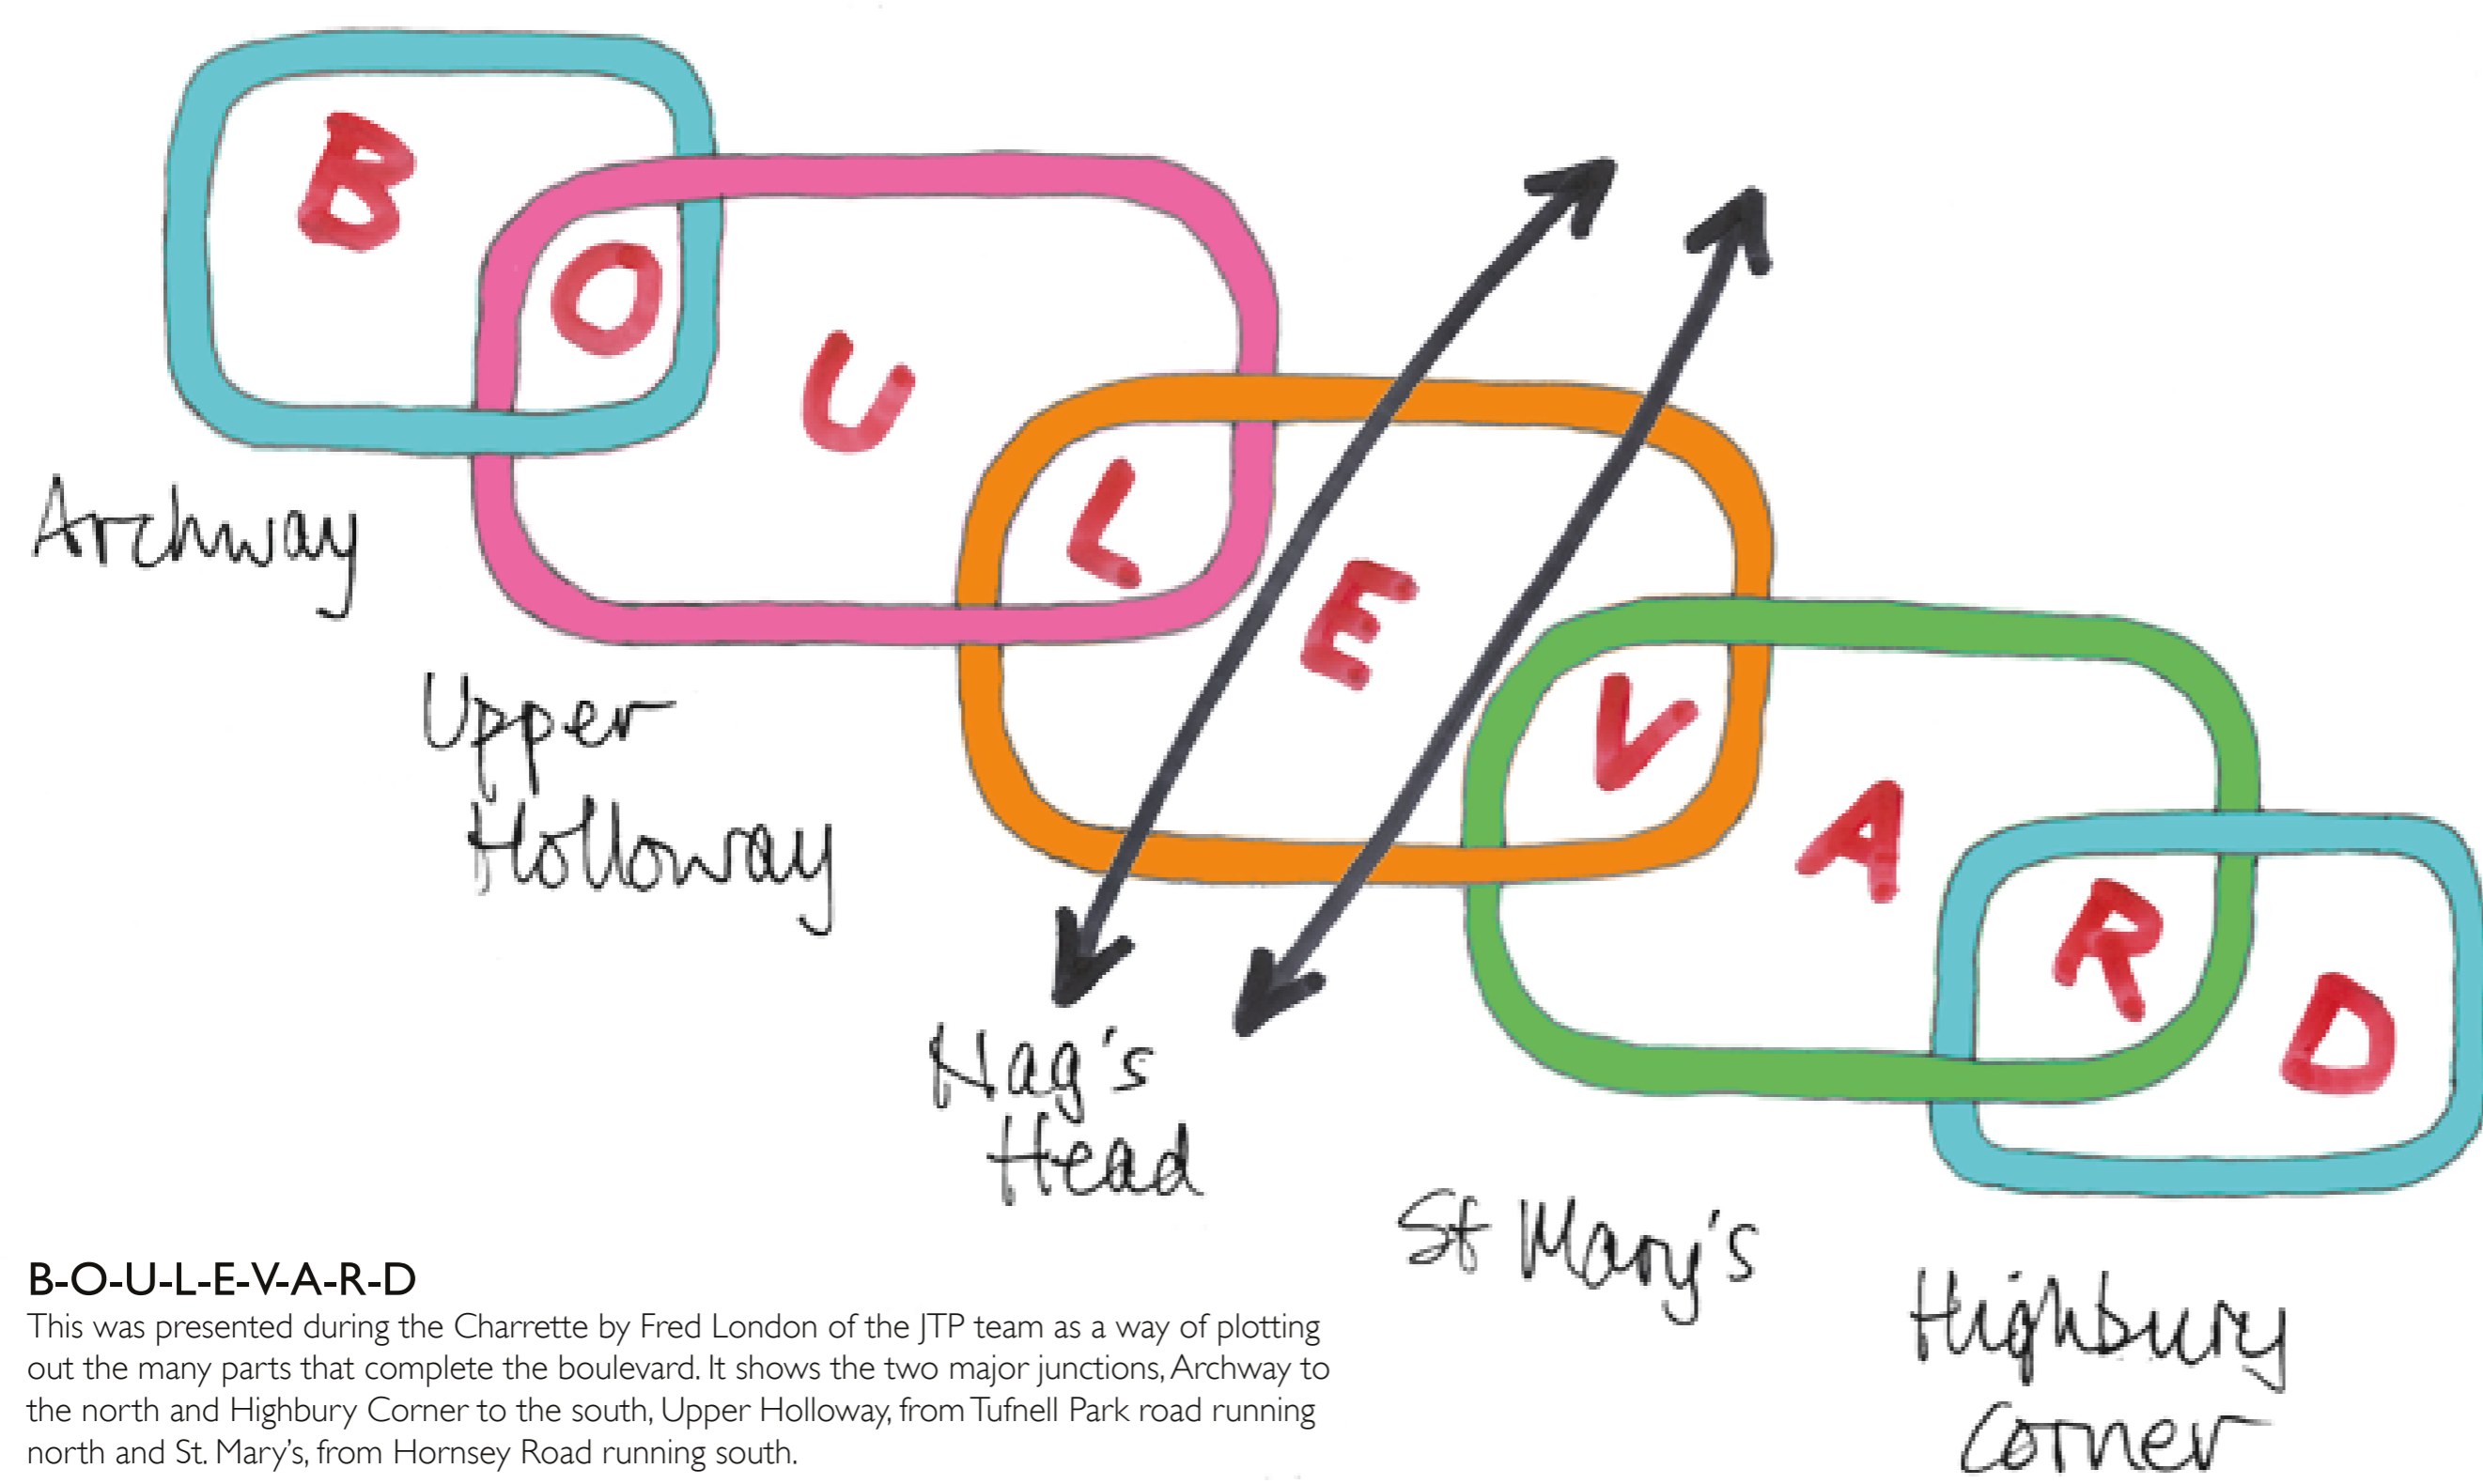 B
O
U
L
E
V
A
R
D
Archway
Upper
Holloway
Nag's
Head
St Mary's
Highbury
Corner
B-O-U-L-E-V-A-R-D
This was presented during the Charrette by Fred London of the JTP team as a way of plotting
out the many parts that complete the boulevard. It shows the two major junctions, Archway to
the north and Highbury Corner to the south, Upper Holloway, from Tufnell Park road running
north and St. Mary's, from Hornsey Road running south.